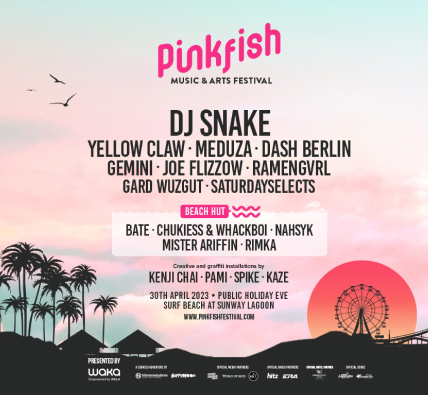 pinkfish
MUSIC & ARTS FESTIVAL
DJ SNAKE
YELLOW CLAW · MEDUZA · DASH BERLIN
GEMINI · JOE FLIZZOW · RAMENGVRL
GARD WUZGUT · SATURDAYSELECTS
BEACH HUT
BATE · CHUKIESS & WHACKBOI · NAHSYK
MISTER ARIFFIN · RIMKA
Creative and graffiti installations by
KENJI CHAI · PAMI · SPIKE · KAZE
30TH APRIL 2023 • PUBLIC HOLIDAY EVE
SURF BEACH AT SUNWAY LAGOON
WWW.PINKFISHFESTIVAL.COM
PRESENTED BY
WAKA
hitz
ERA